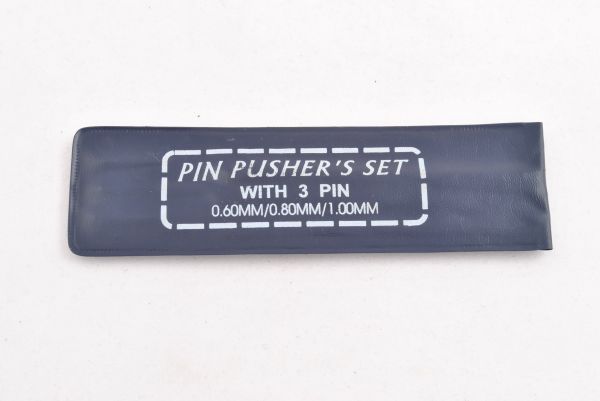 PIN PUSHER'S SET
WITH 3 PIN
0.60MM/0.80MM/1.00MM